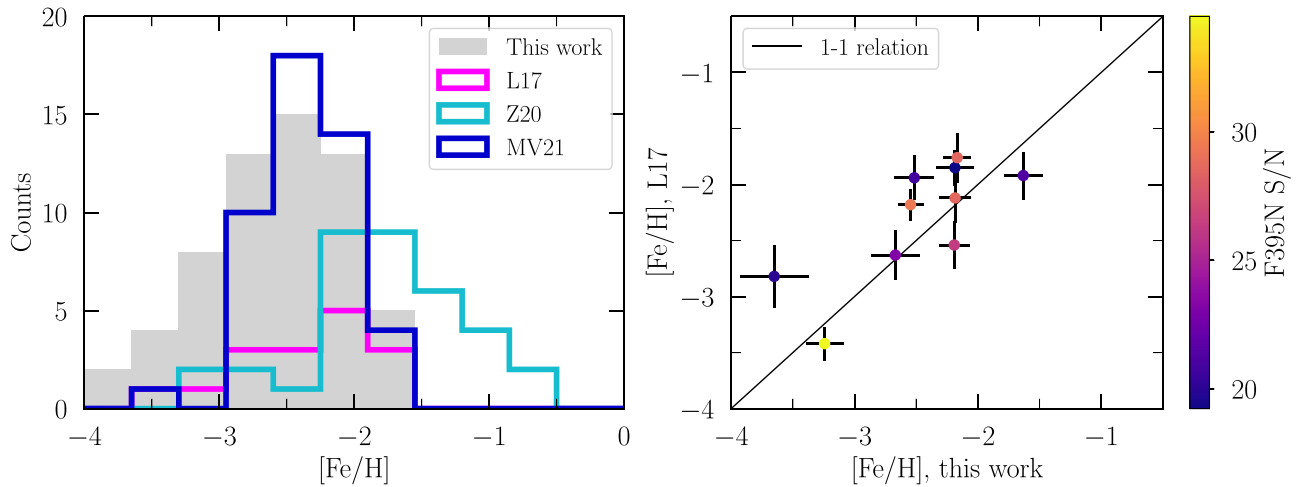 20
15
10
5
0
Counts
−4
−3
−2
−1
0
[Fe/H]
This work
L17
Z20
MV21
1-1 relation
−1
−2
−3
−4
[Fe/H], L17
−4
−3
−2
−1
[Fe/H], this work
30
25
20
F395N S/N